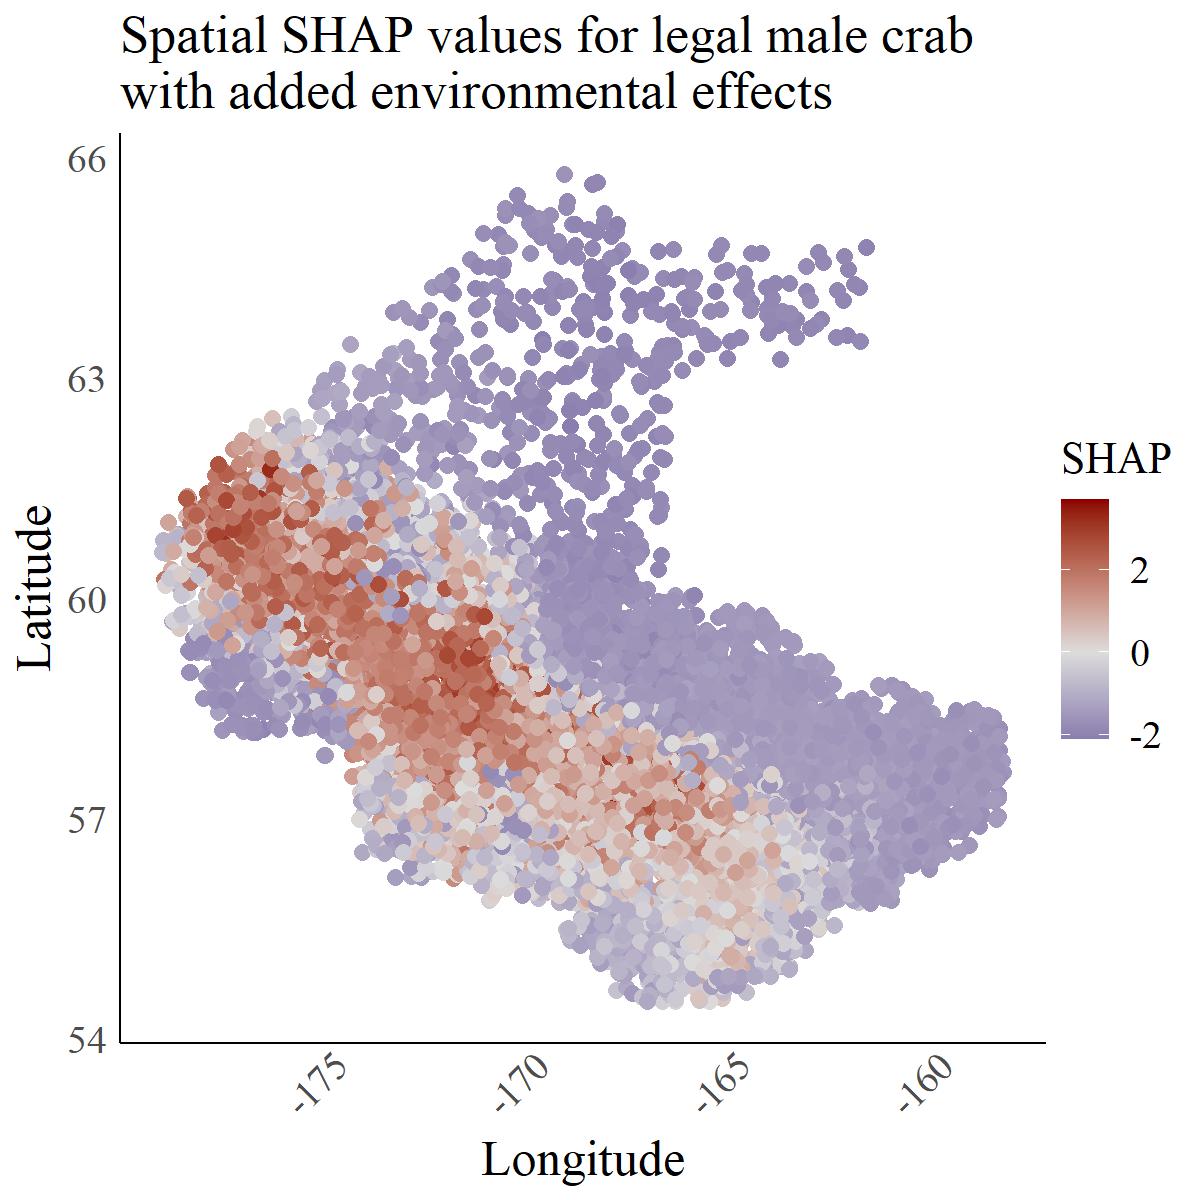 Spatial SHAP values for legal male crab
with added environmental effects
66
63
60
57
54
Latitude
-175
-170
-165
-160
Longitude
SHAP
2
0
-2